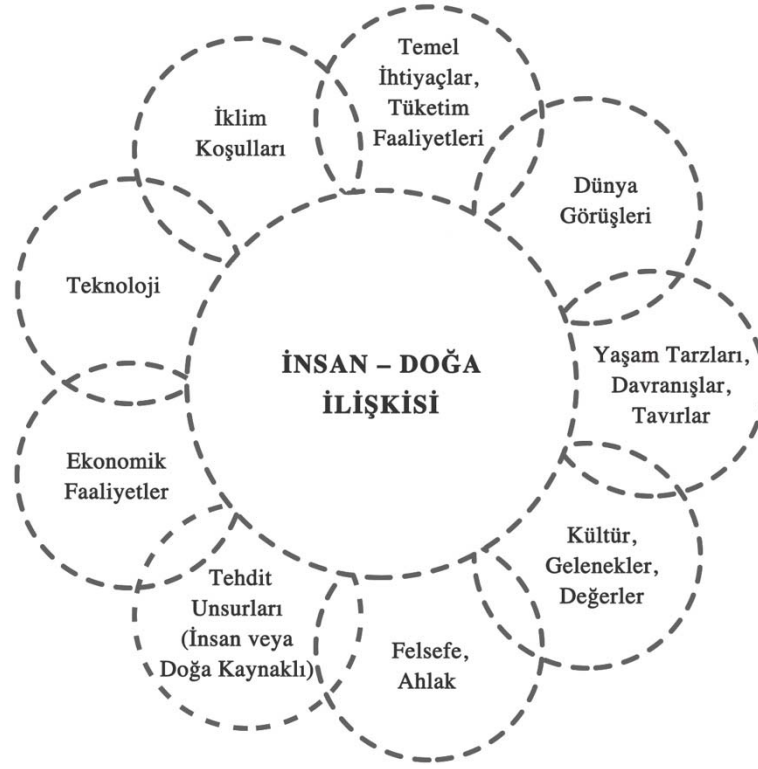 Temel
İhtiyaçlar,
Tüketim
Faaliyetleri
Dünya
Görüşleri
Yaşam Tarzları,
Davranışlar,
Tavırlar
Kültür,
Gelenekler,
Değerler
Felsefe,
Ahlak
Tehdit
Unsurları
(İnsan veya
Doğa Kaynaklı)
Ekonomik
Faaliyetler
Teknoloji
İklim
Koşulları
İNSAN – DOĞA
İLİŞKİSİ